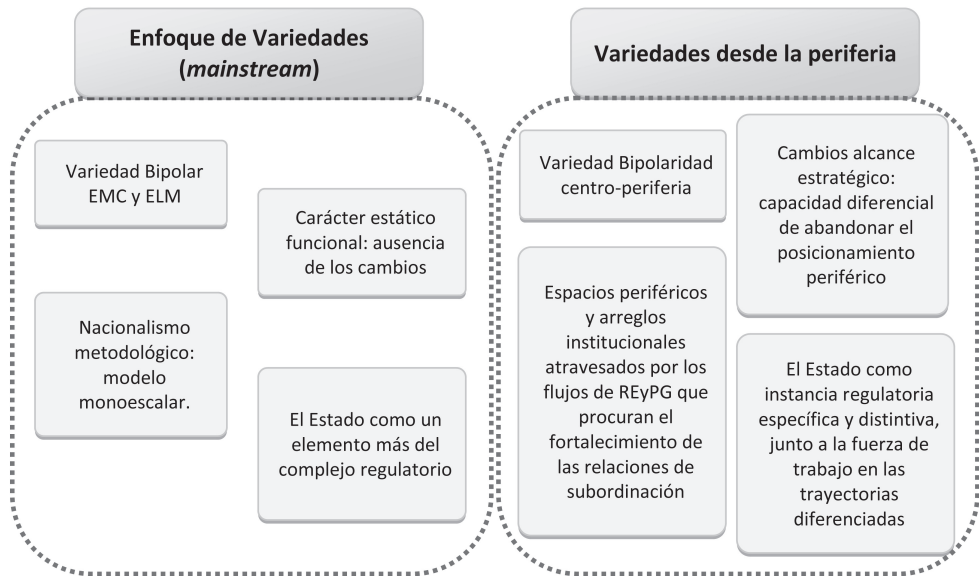 Enfoque de Variedades
(mainstream)
Variedad Bipolar
EMC y ELM
Carácter estático
funcional: ausencia
de los cambios
Nacionalismo
metodológico:
modelo
monoescalar.
El Estado como un
elemento más del
complejo regulatorio
Variedades desde la periferia
Variedad Bipolaridad
centro-periferia
Cambios alcance
estratégico:
capacidad diferencial
de abandonar el
posicionamiento
periférico
Espacios periféricos
y arreglos
institucionales
atravesados por los
flujos de REyPG que
procuran el
fortalecimiento de
las relaciones de
subordinación
El Estado como
instancia regulatoria
específica y distintiva,
junto a la fuerza de
trabajo en las
trayectorias
diferenciadas